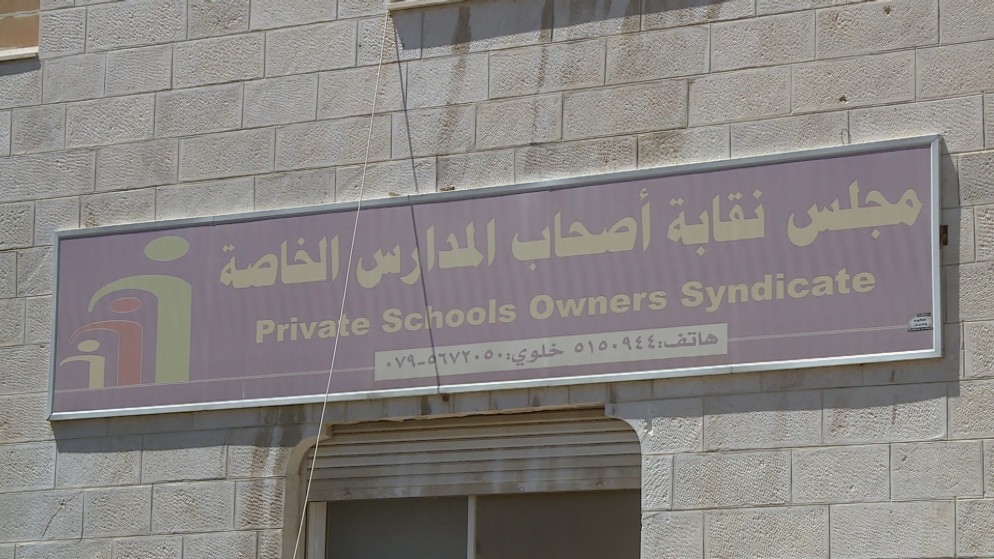 مجلس نقابة أصحاب المدارس الخاصة
Private Schools Owners Syndicate
هاتف: ٥١٥٠٩٤٤ خلوي: ٠٧٩-٥٦٧٢٠٥٠